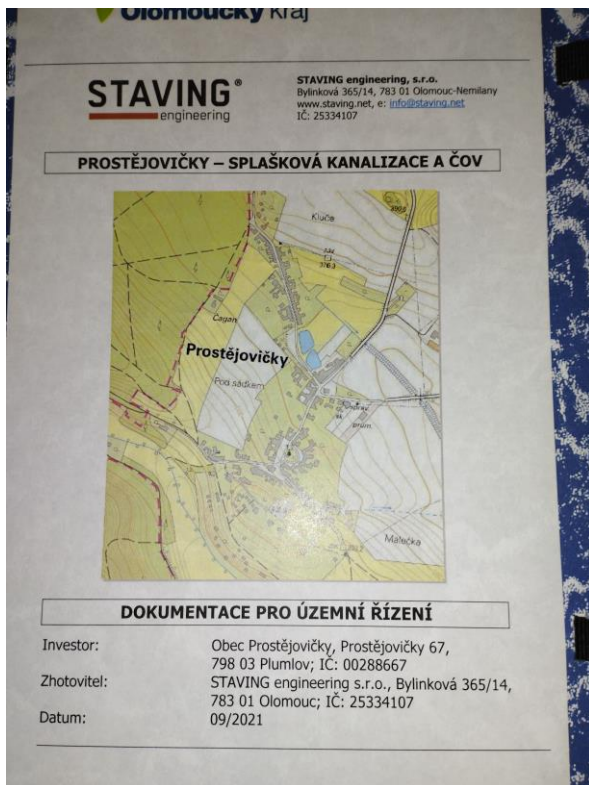 Olomoucký kraj
STAVING®
engineering
STAVING engineering, s.r.o.
Bylinková 365/14, 783 01 Olomouc-Nemilany
www.staving.net, e: info@staving.net
IČ: 25334107
PROSTĚJOVIČKY – SPLAŠKOVÁ KANALIZACE A ČOV
Kluče
Čagan
Prostějovičky
Pod sádkem
Malečka
DOKUMENTACE PRO ÚZEMNÍ ŘÍZENÍ
Investor: Obec Prostějovičky, Prostějovičky 67,
798 03 Plumlov; IČ: 00288667
Zhotovitel: STAVING engineering s.r.o., Bylinková 365/14,
783 01 Olomouc; IČ: 25334107
Datum: 09/2021